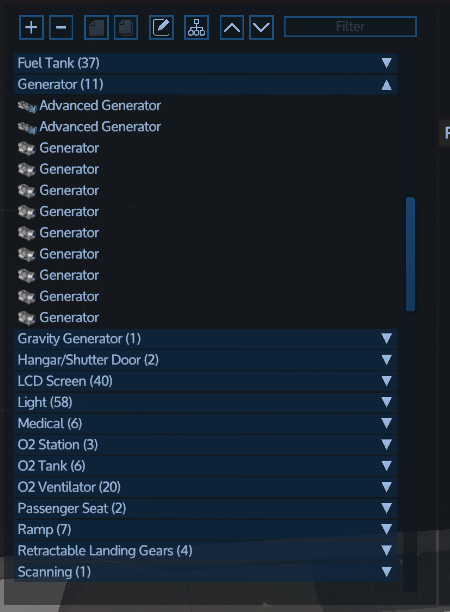 Filter
Fuel Tank (37)
Generator (11)
Advanced Generator
Advanced Generator
Generator
Generator
Generator
Generator
Generator
Generator
Generator
Generator
Generator
Gravity Generator (1)
Hangar/Shutter Door (2)
LCD Screen (40)
Light (58)
Medical (6)
O2 Station (3)
O2 Tank (6)
O2 Ventilator (20)
Passenger Seat (2)
Ramp (7)
Retractable Landing Gears (4)
Scanning (1)